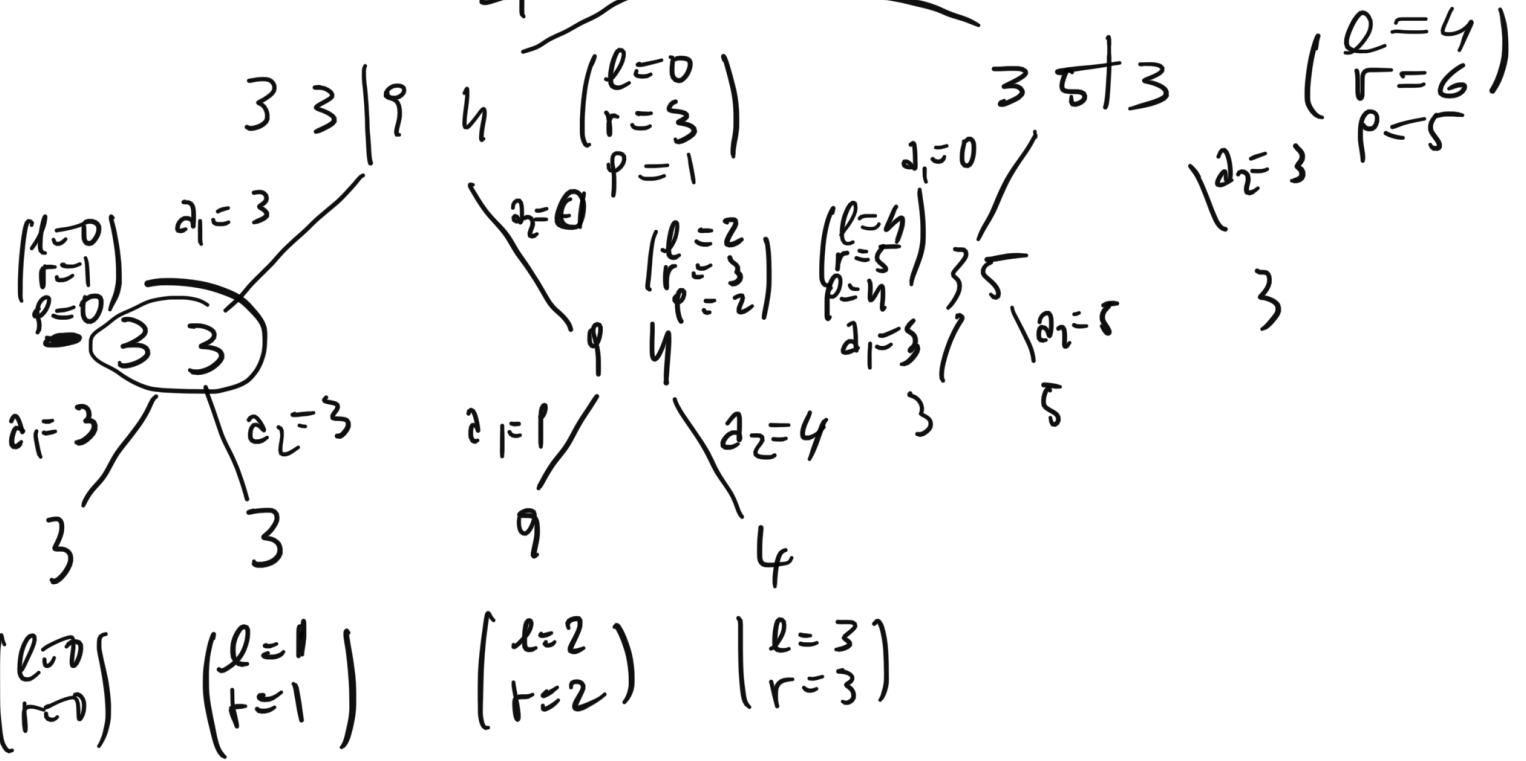 3 3 | 9 4
l=0
r=3
p=1
3 5 | 3
l=4
r=6
p=5
a₁=3
l=0
r=1
p=0
a₂=0
l=2
r=3
p=2
a₁=0
l=4
r=5
p=4
a₂=3
3 3
9 4
3 5
3
a₁=3
a₂=3
a₁=9
a₂=4
a₁=3
a₂=5
3
5
3
3
9
4
l=0
r=0
l=1
r=1
l=2
r=2
l=3
r=3